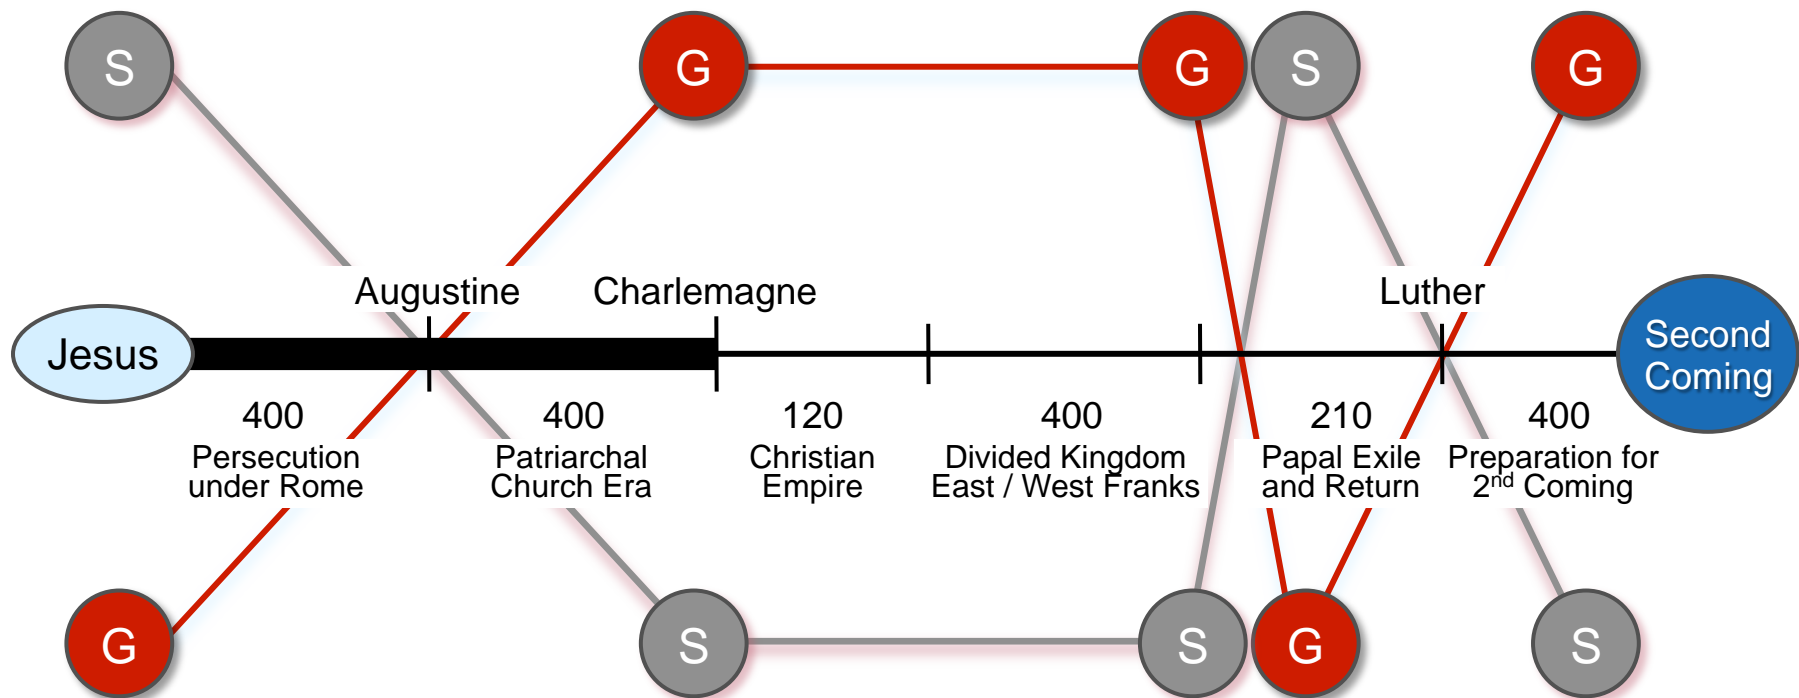 S
G
G
S
G
Augustine
Charlemagne
Luther
Jesus
Second
Coming
400
400
120
400
210
400
Persecution
under Rome
Patriarchal
Church Era
Christian
Empire
Divided Kingdom
East / West Franks
Papal Exile
and Return
Preparation for
2nd Coming
G
S
S
G
S